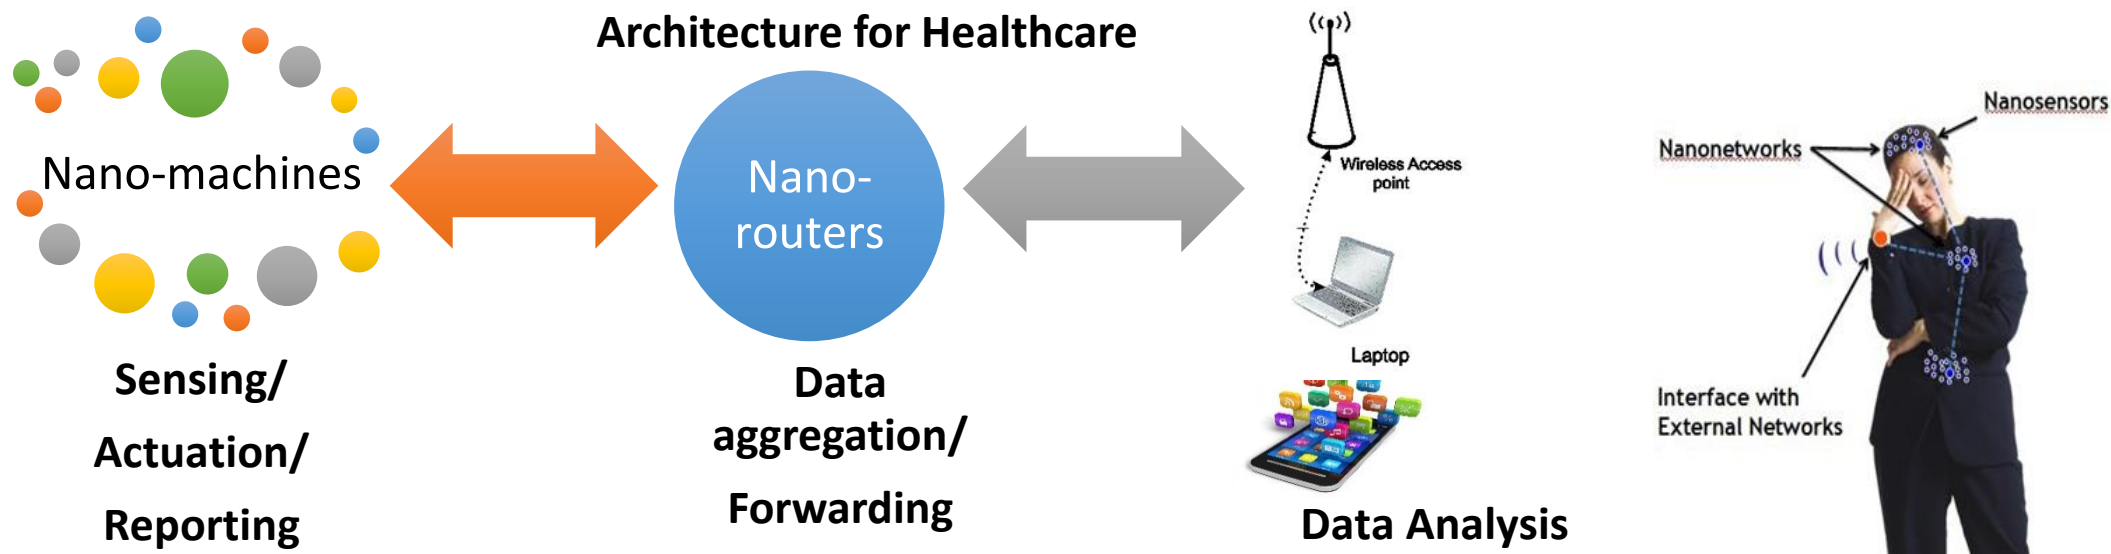 Architecture for Healthcare
Nano-machines
Sensing/
Actuation/
Reporting
Nano-
routers
Data
aggregation/
Forwarding
Wireless Access
point
Laptop
Data Analysis
Nanosensors
Nanonetworks
Interface with
External Networks